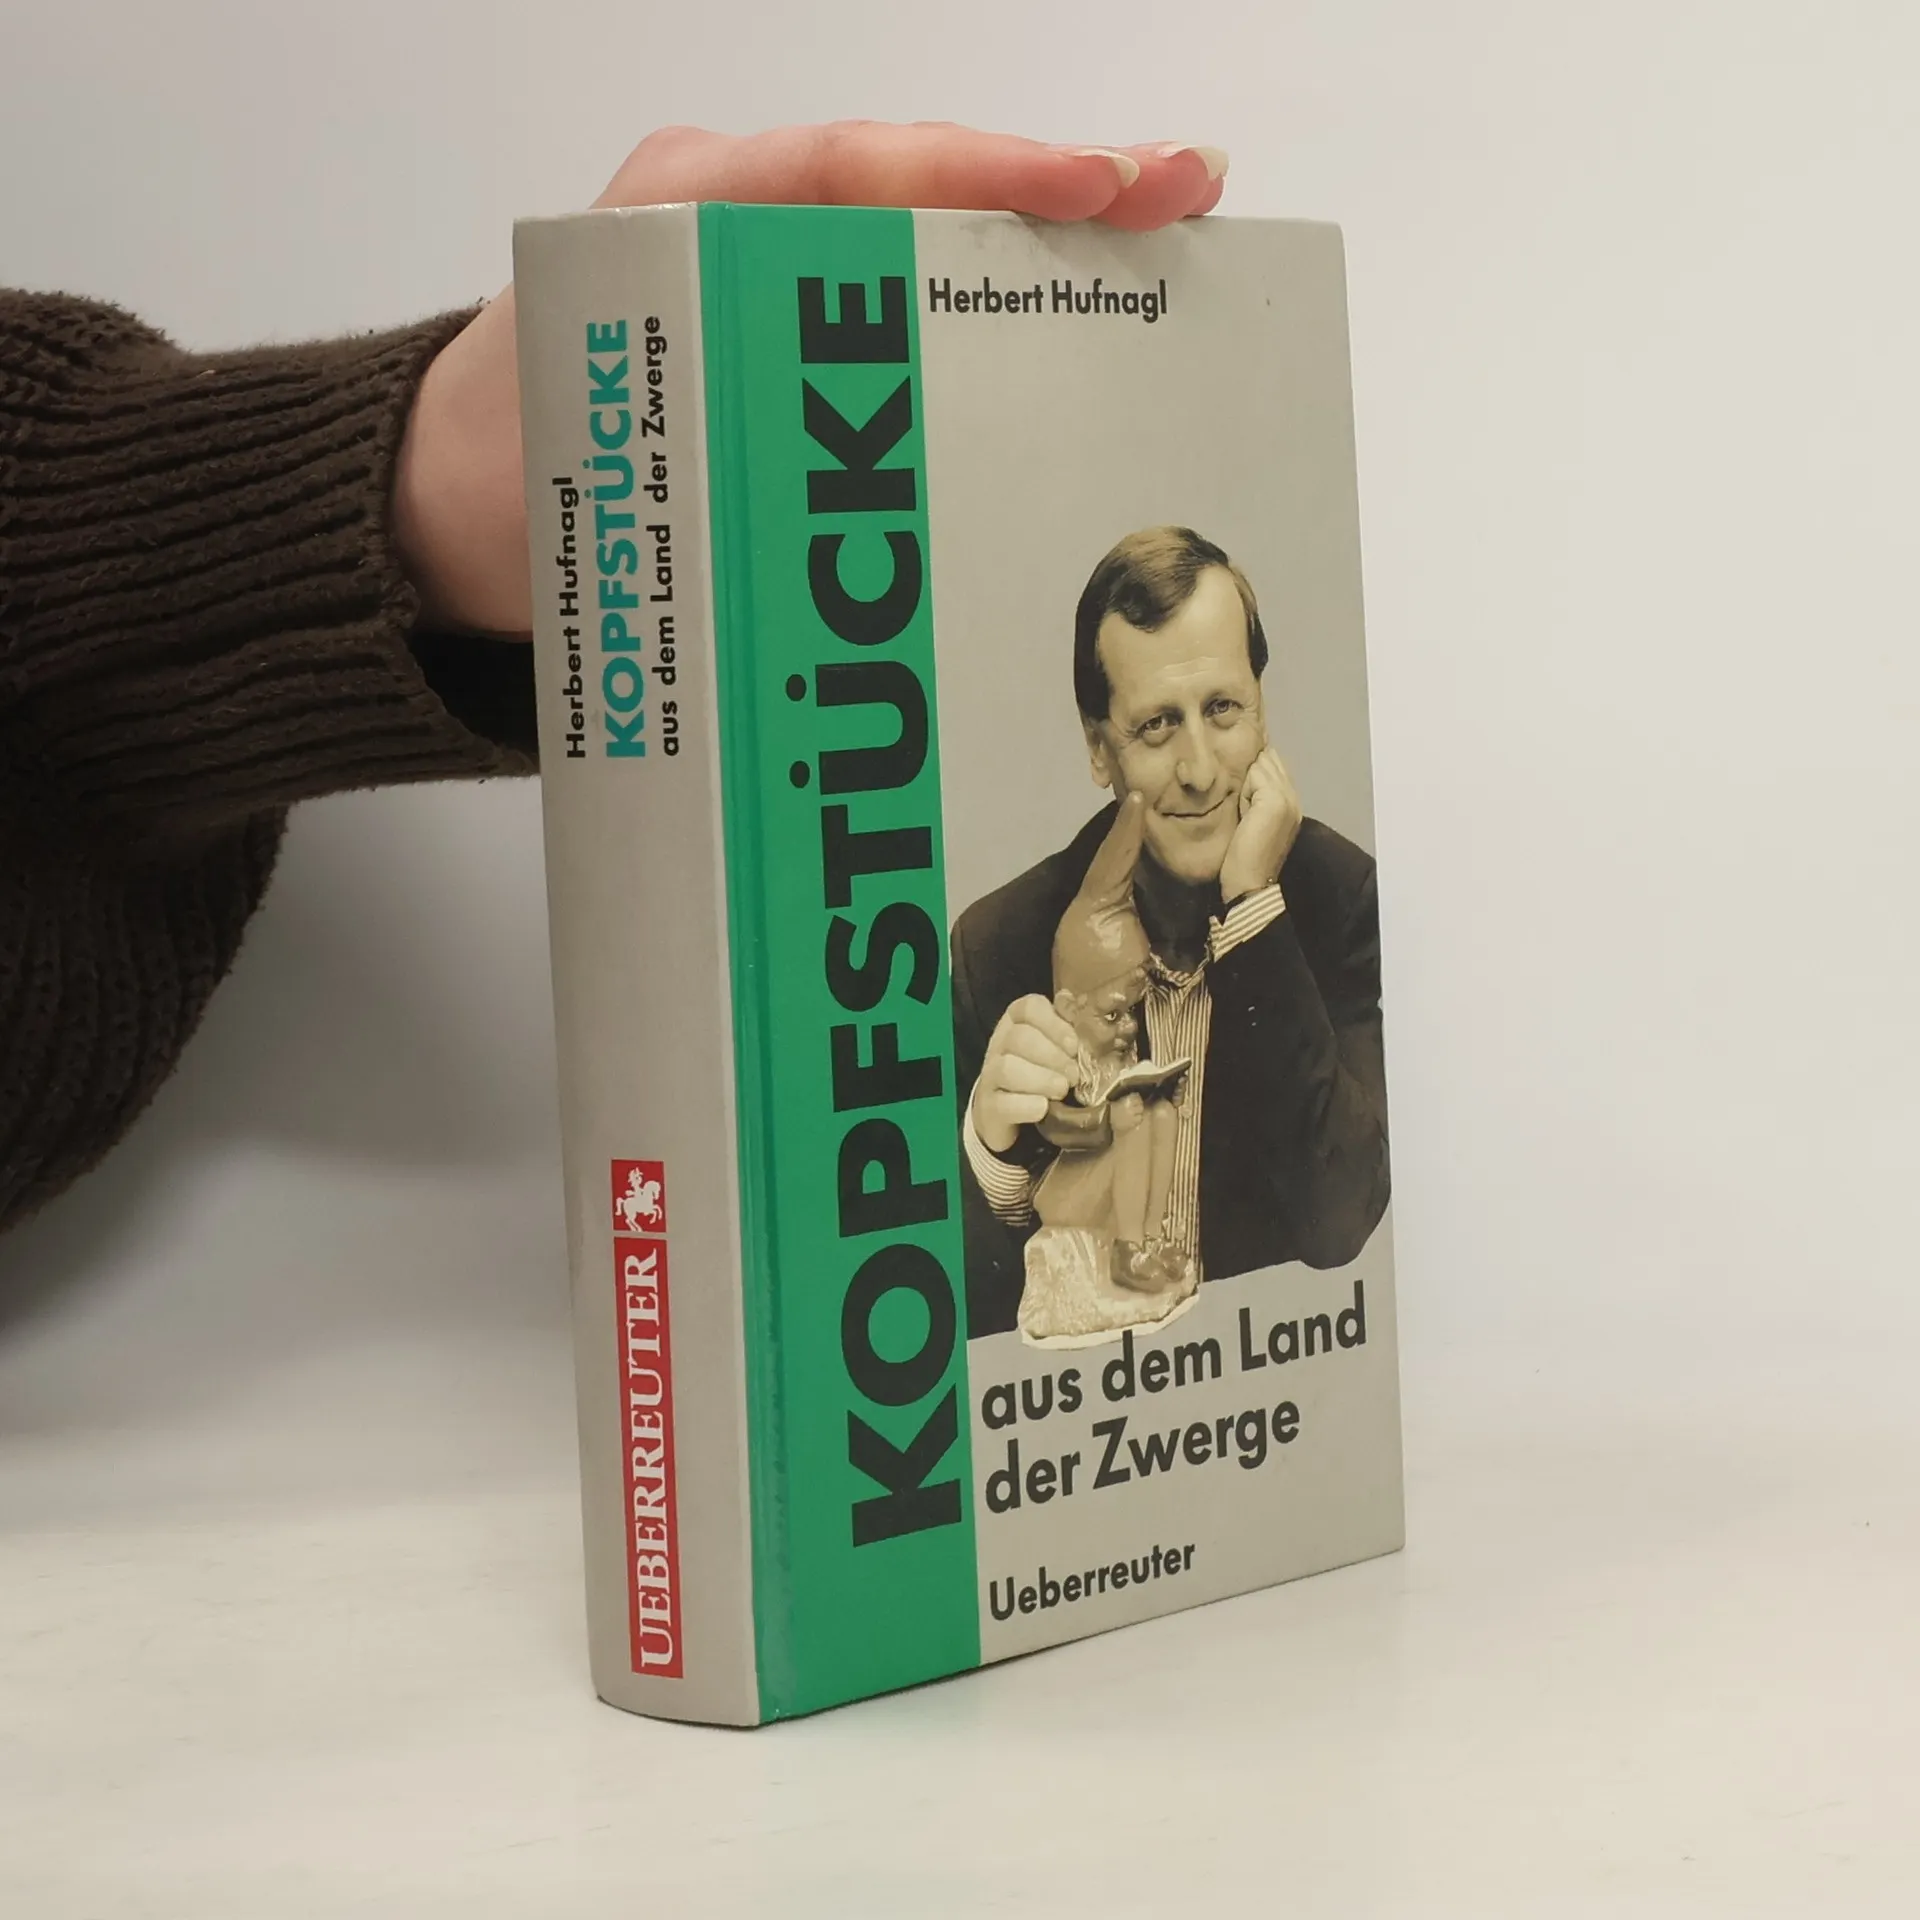 Herbert Hufnagl
KOPFSTÜCKE
aus dem Land der Zwerge
UEBERREUTER
KOPFSTÜCKE
Herbert Hufnagl
aus dem Land
der Zwerge
Ueberreuter